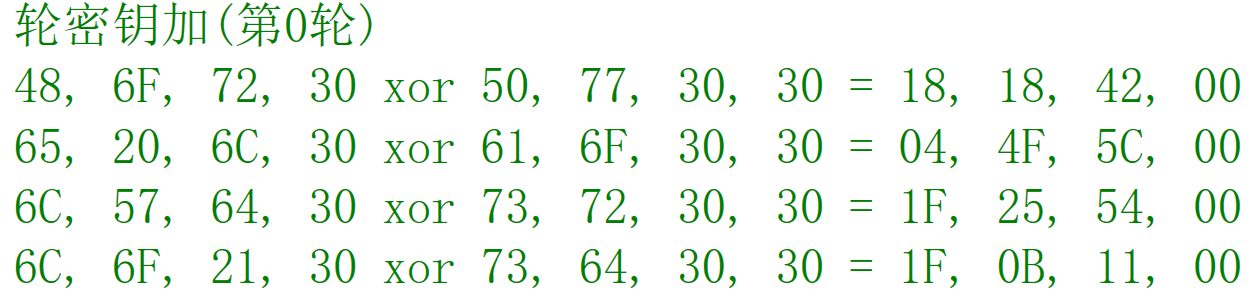 轮密钥加(第0轮)
48, 6F, 72, 30 xor 50, 77, 30, 30 = 18, 18, 42, 00
65, 20, 6C, 30 xor 61, 6F, 30, 30 = 04, 4F, 5C, 00
6C, 57, 64, 30 xor 73, 72, 30, 30 = 1F, 25, 54, 00
6C, 6F, 21, 30 xor 73, 64, 30, 30 = 1F, 0B, 11, 00